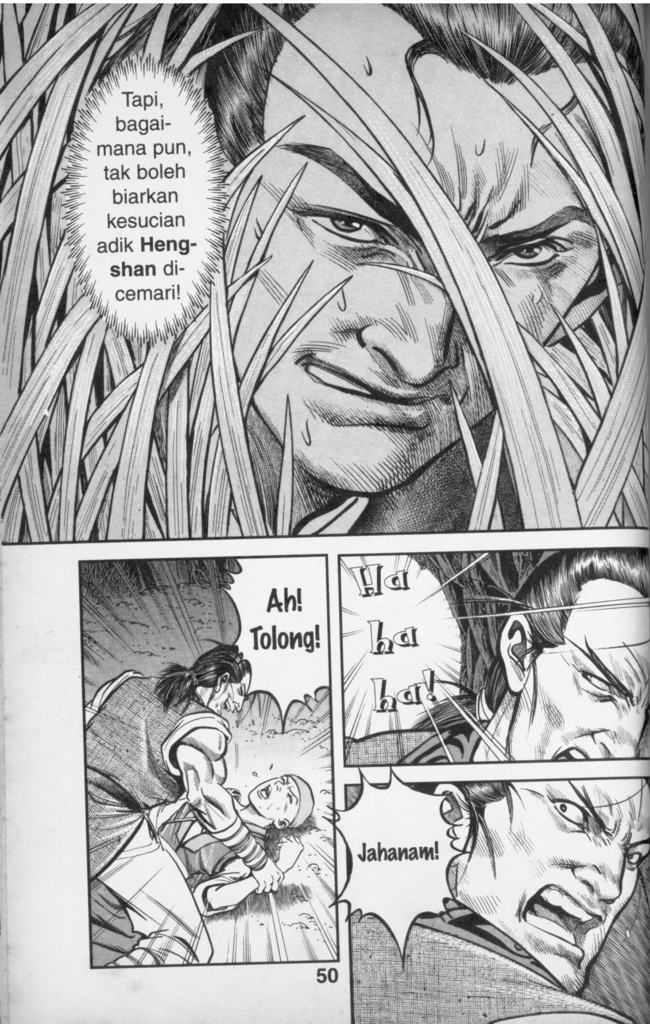 Tapi,
bagai-
mana pun,
tak boleh
biarkan
kesucian
adik Heng-
shan di-
cemari!
Ah!
Tolong!
Ha
ha
ha!
Jahanam!
50